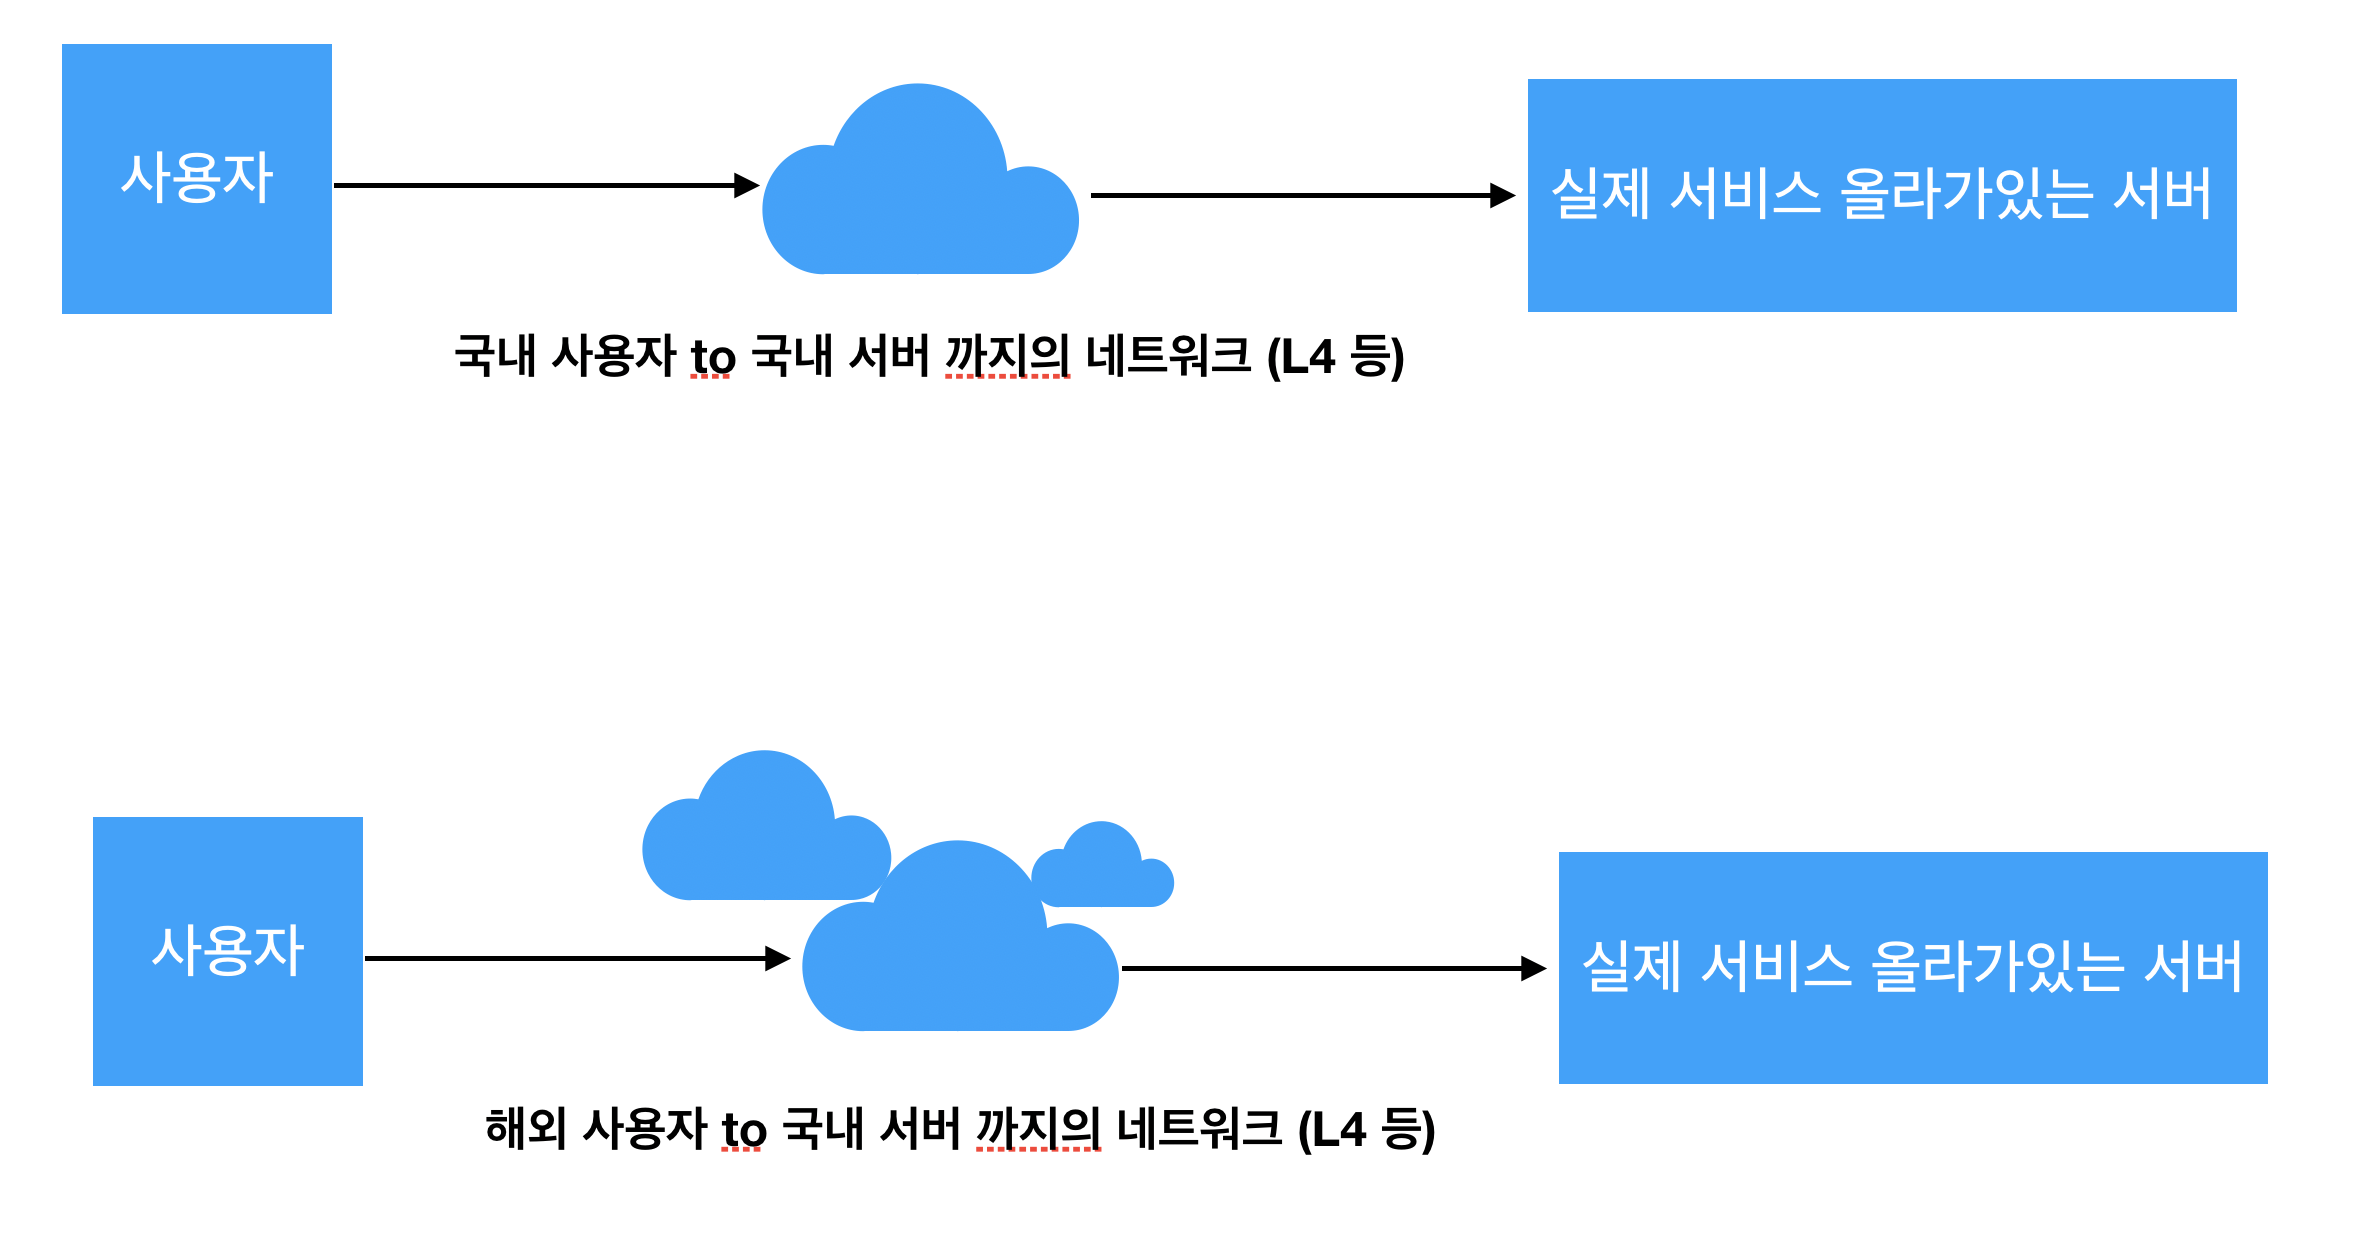 사용자
실제 서비스 올라가있는 서버
국내 사용자 to 국내 서버 까지의 네트워크 (L4 등)
사용자
실제 서비스 올라가있는 서버
해외 사용자 to 국내 서버 까지의 네트워크 (L4 등)